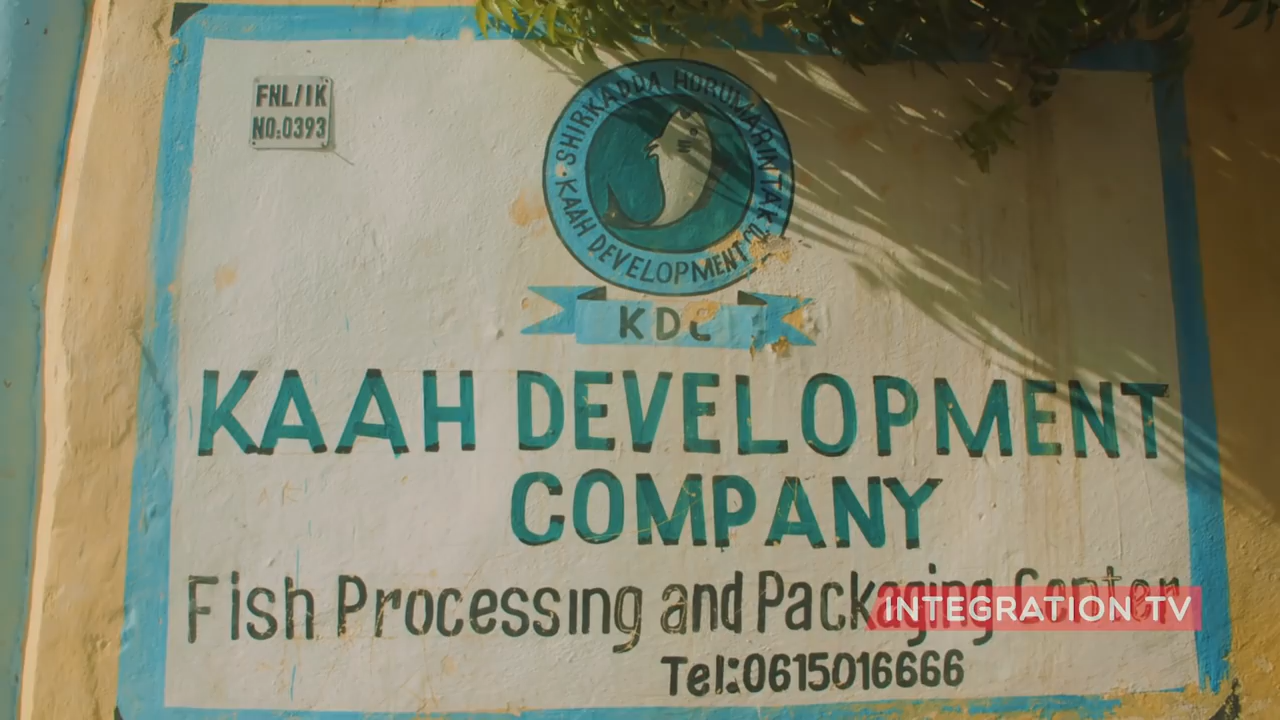 FNL/IK
NO:0393
SHIRKADDA HORUMARINTA
KAAH DEVELOPMENT
KDC
KAAH DEVELOPMENT
COMPANY
Fish Processing and Packaging Center
INTEGRATION TV
Tel:0615016666